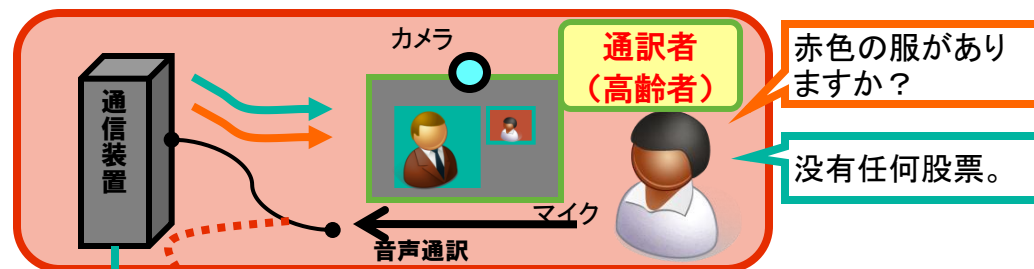 カメラ
通訳者
（高齢者）
赤色の服があり
ますか？
通信装置
没有任何股票。
マイク
音声通訳